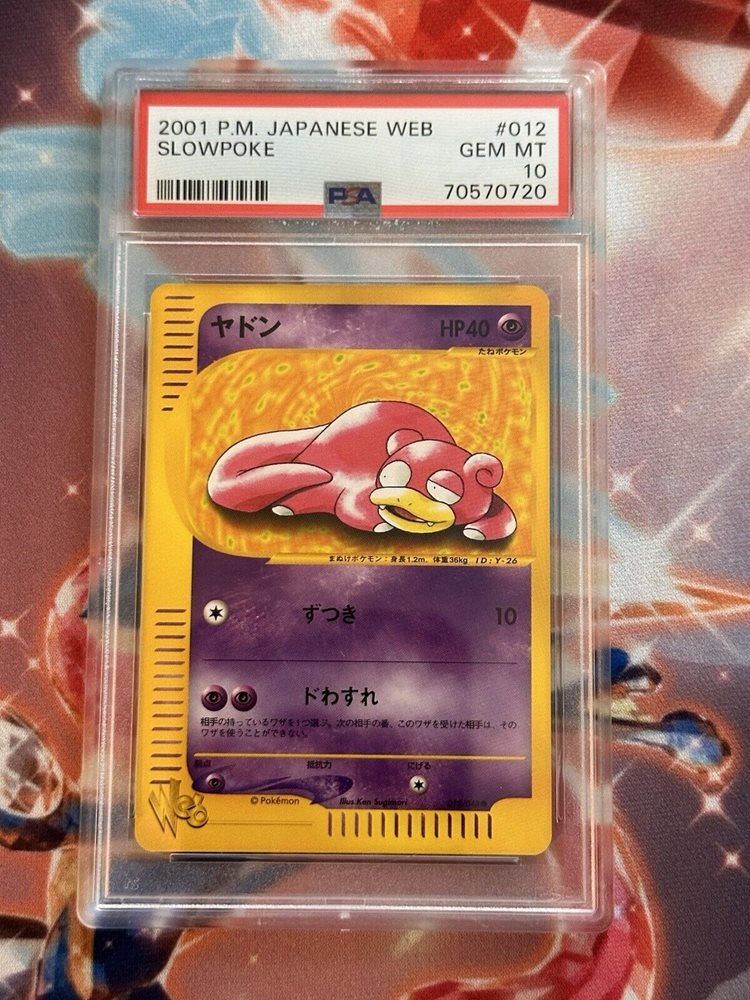 2001 P.M. JAPANESE WEB #012
SLOWPOKE GEM MT
10
PSA 70570720
ヤドン HP40
たねポケモン
まぬけポケモン：身長1.2m、体重36kg ID:Y-26
ずつき 10
ドわすれ
相手の持っているワザを1つ選ぶ。次の相手の番、このワザを受けた相手は、その
ワザを使うことができない。
弱点 抵抗力 にげる
Web © Pokémon Illus.Ken Sugimori